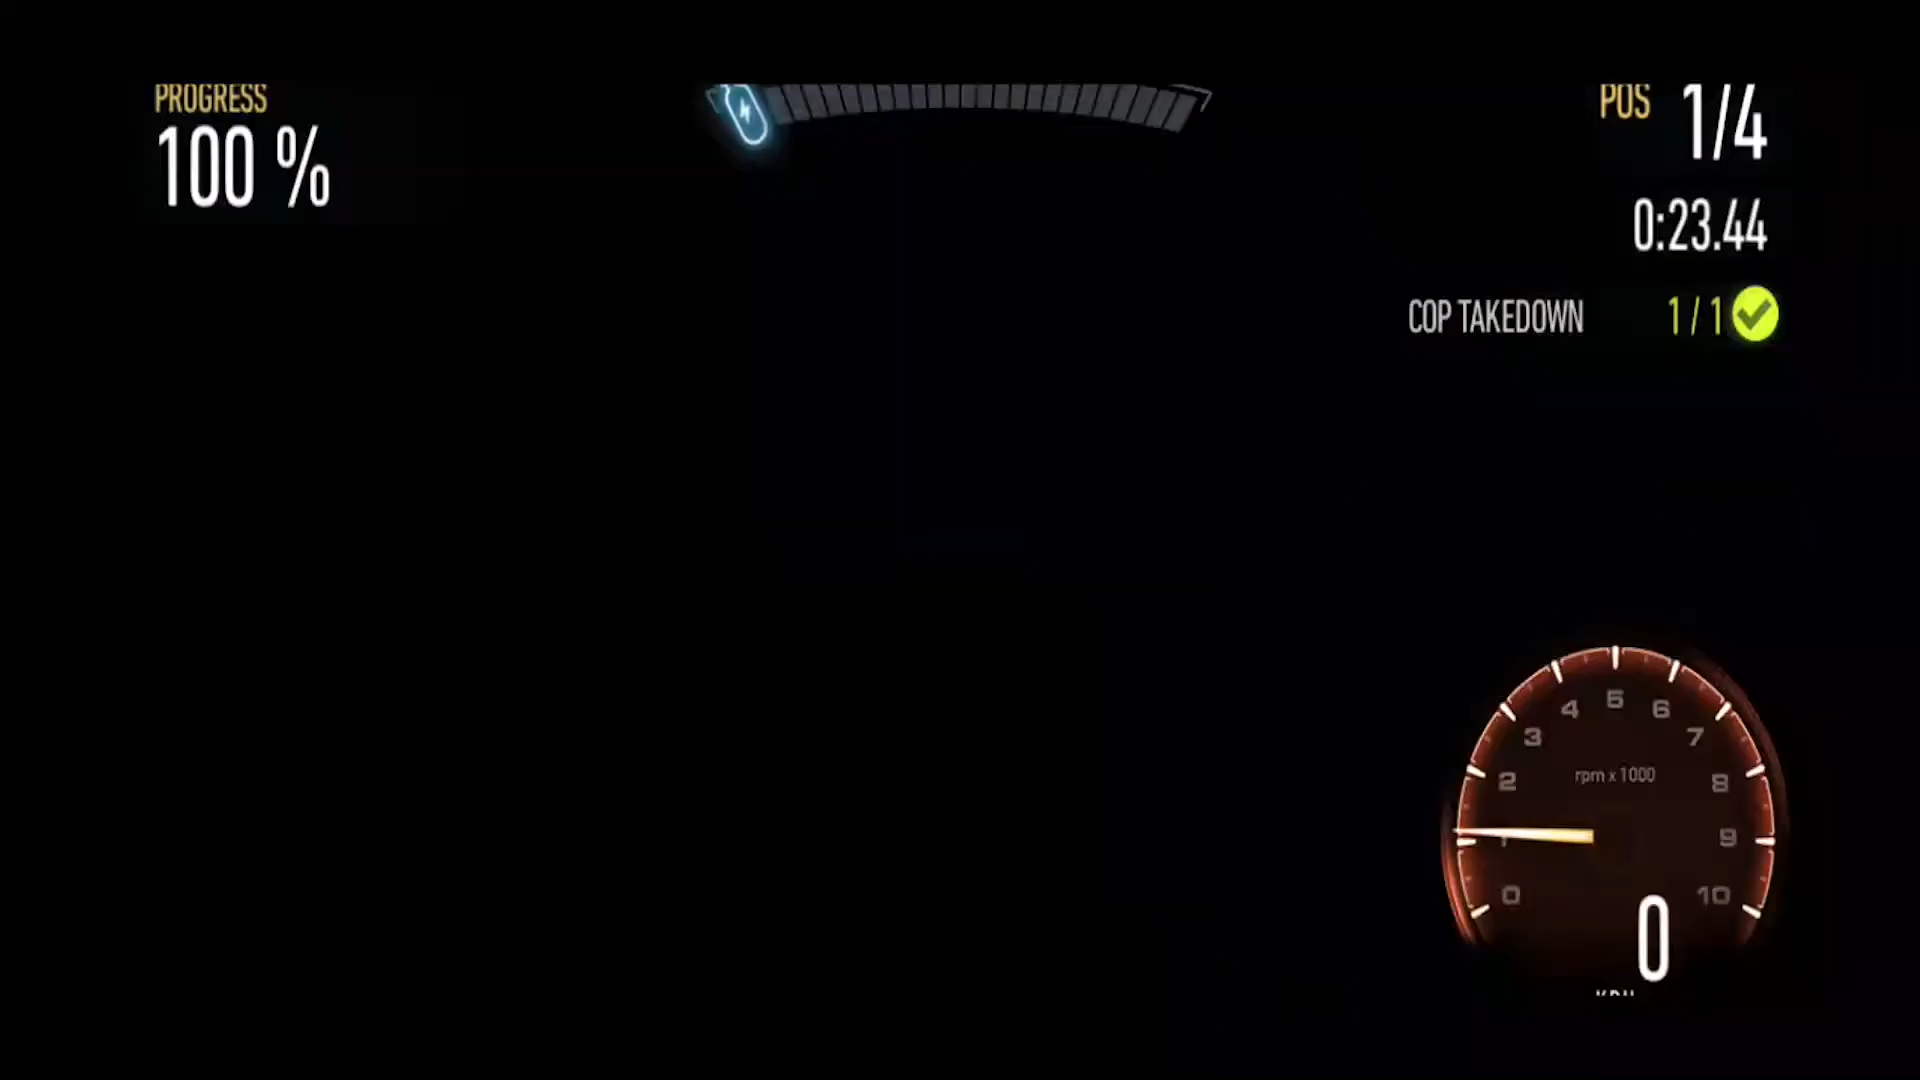 PROGRESS
100 %
POS 1/4
0:23.44
COP TAKEDOWN 1 / 1
5
4 6
3 7
rpm x 1000
2 8
1 9
0 10
0